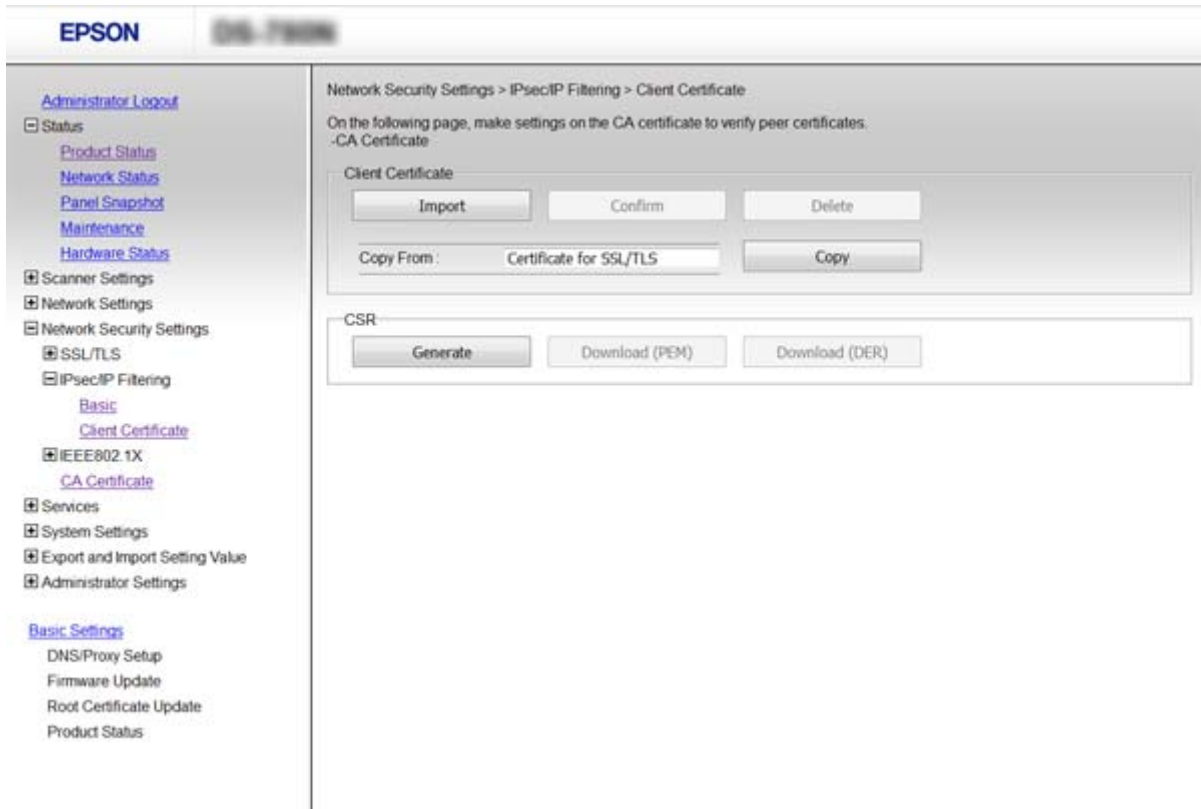 EPSON
Administrator Logout
Status
Product Status
Network Status
Panel Snapshot
Maintenance
Hardware Status
Scanner Settings
Network Settings
Network Security Settings
SSL/TLS
IPsec/IP Filtering
Basic
Client Certificate
IEEE802.1X
CA Certificate
Services
System Settings
Export and Import Setting Value
Administrator Settings
Basic Settings
DNS/Proxy Setup
Firmware Update
Root Certificate Update
Product Status
Network Security Settings > IPsec/IP Filtering > Client Certificate
On the following page, make settings on the CA certificate to verify peer certificates.
-CA Certificate
Client Certificate
Import Confirm Delete
Copy From : Certificate for SSL/TLS Copy
CSR
Generate Download (PEM) Download (DER)